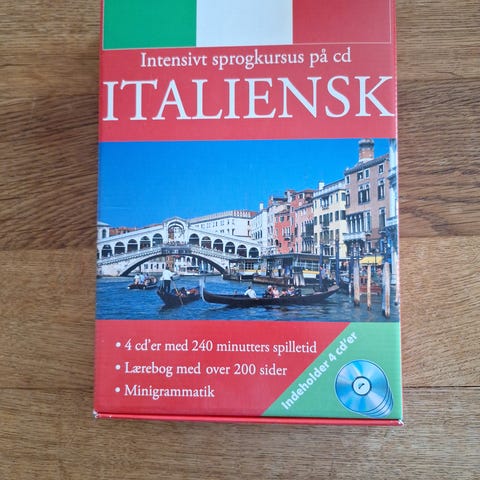 Intensivt sprogkursus på cd
ITALIENSK
• 4 cd'er med 240 minutters spilletid
• Lærebog med over 200 sider
• Minigrammatik
Indeholder 4 cd'er